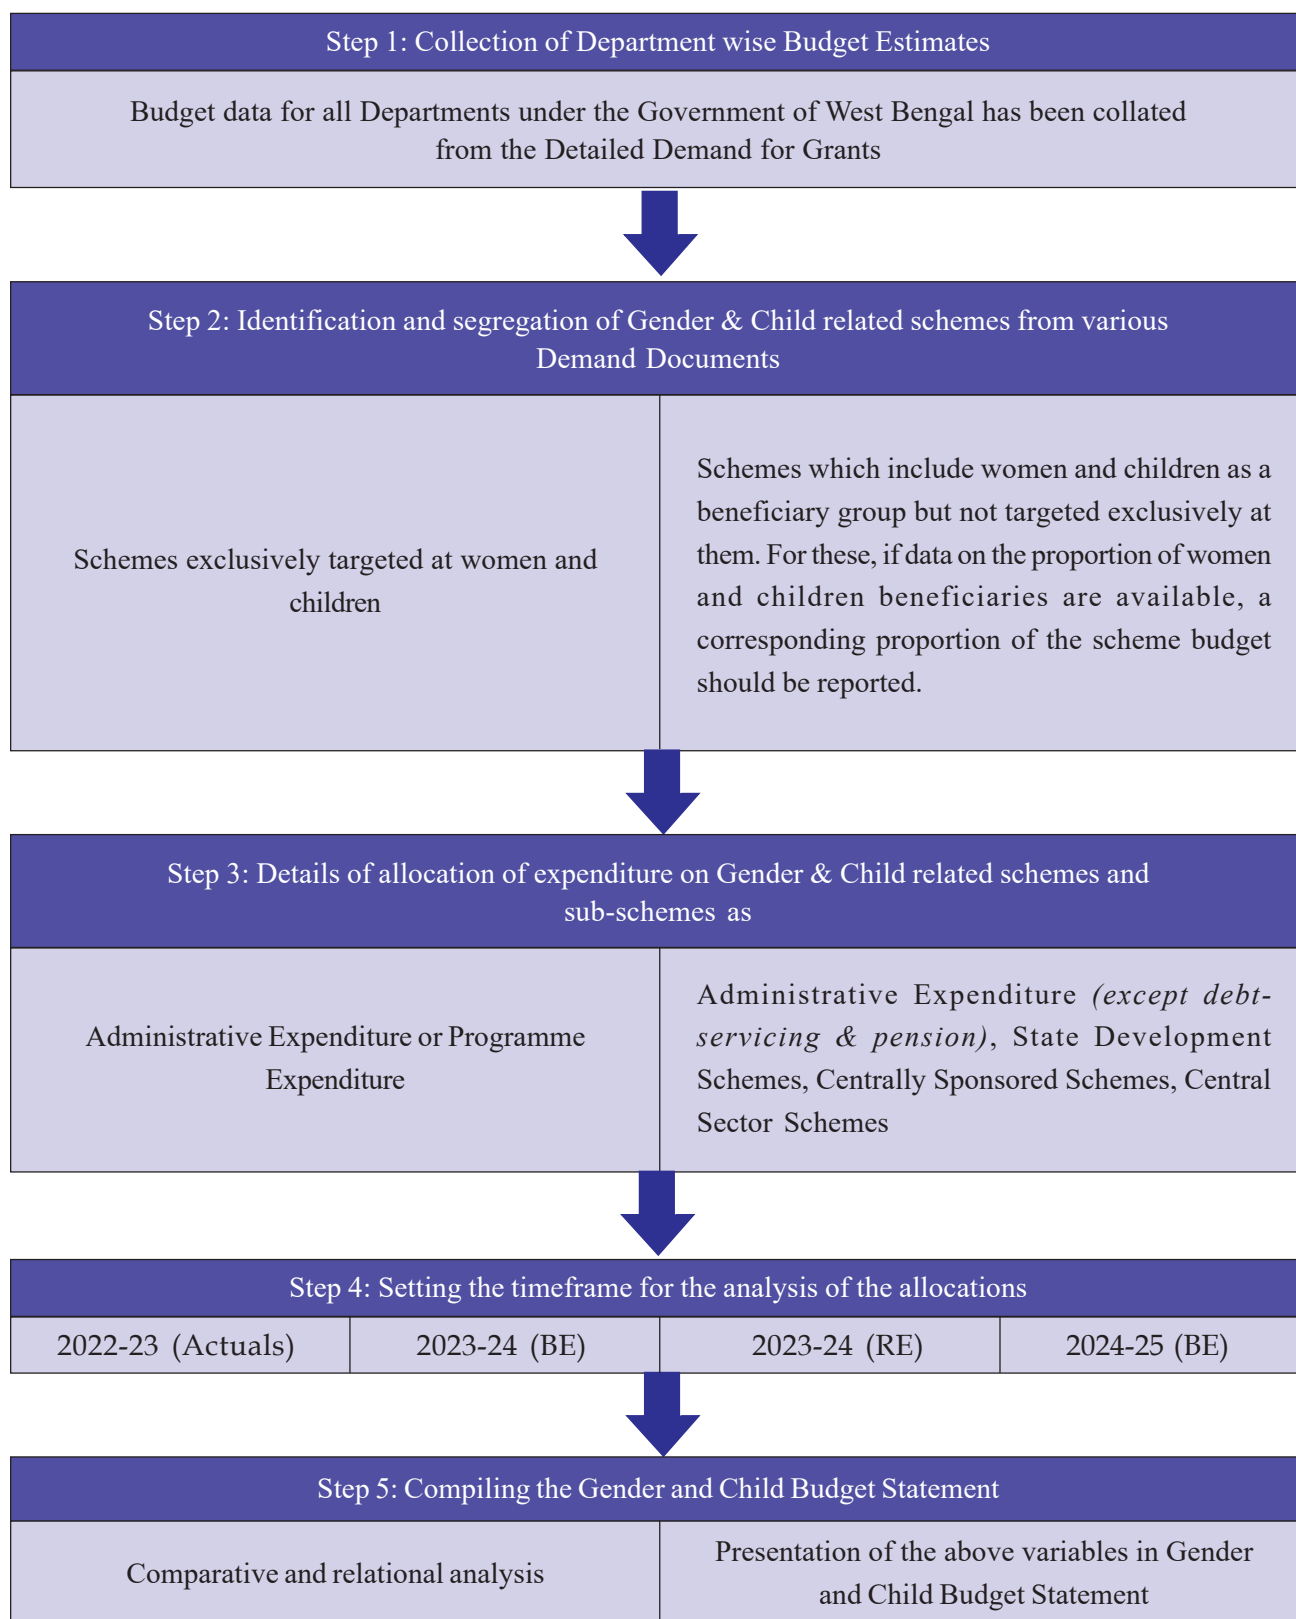 Step 1: Collection of Department wise Budget Estimates
Budget data for all Departments under the Government of West Bengal has been collated
from the Detailed Demand for Grants
Step 2: Identification and segregation of Gender & Child related schemes from various
Demand Documents
Schemes exclusively targeted at women and
children
Schemes which include women and children as a
beneficiary group but not targeted exclusively at
them. For these, if data on the proportion of women
and children beneficiaries are available, a
corresponding proportion of the scheme budget
should be reported.
Step 3: Details of allocation of expenditure on Gender & Child related schemes and
sub-schemes as
Administrative Expenditure or Programme
Expenditure
Administrative Expenditure (except debt-
servicing & pension), State Development
Schemes, Centrally Sponsored Schemes, Central
Sector Schemes
Step 4: Setting the timeframe for the analysis of the allocations
2022-23 (Actuals)
2023-24 (BE)
2023-24 (RE)
2024-25 (BE)
Step 5: Compiling the Gender and Child Budget Statement
Comparative and relational analysis
Presentation of the above variables in Gender
and Child Budget Statement